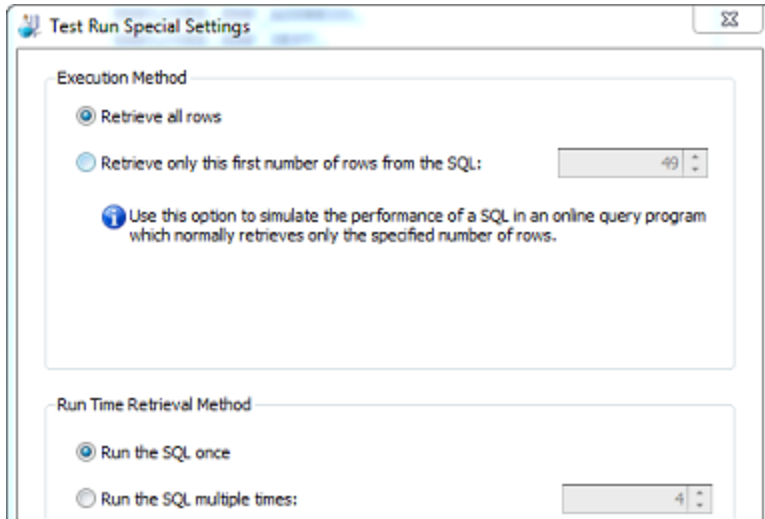 Test Run Special Settings
Execution Method
Retrieve all rows
Retrieve only this first number of rows from the SQL: 49
Use this option to simulate the performance of a SQL in an online query program
which normally retrieves only the specified number of rows.
Run Time Retrieval Method
Run the SQL once
Run the SQL multiple times: 4